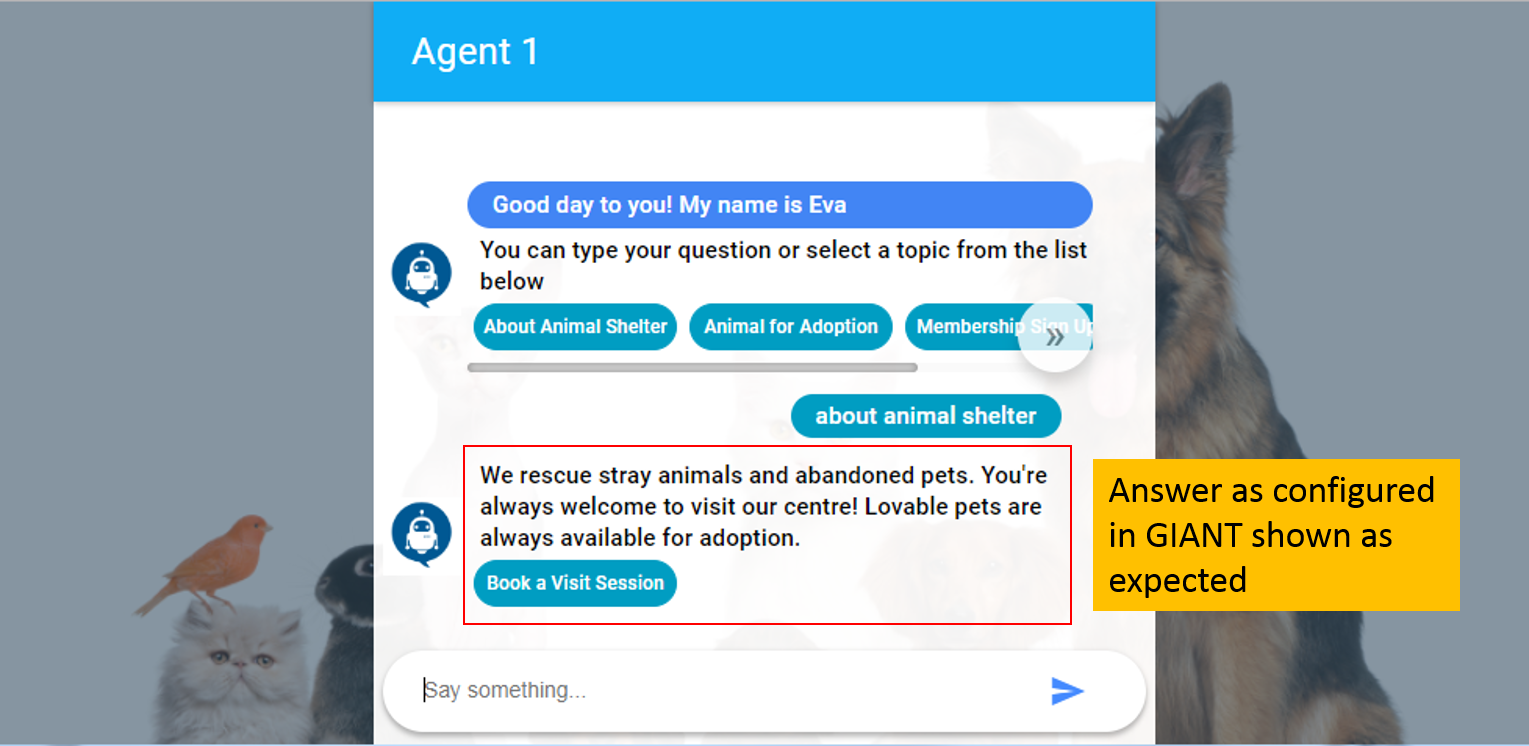 Agent 1
Good day to you! My name is Eva
You can type your question or select a topic from the list
below
About Animal Shelter
Animal for Adoption
Membership Sign Up
about animal shelter
We rescue stray animals and abandoned pets. You're
always welcome to visit our centre! Lovable pets are
always available for adoption.
Book a Visit Session
Answer as configured
in GIANT shown as
expected
Say something...